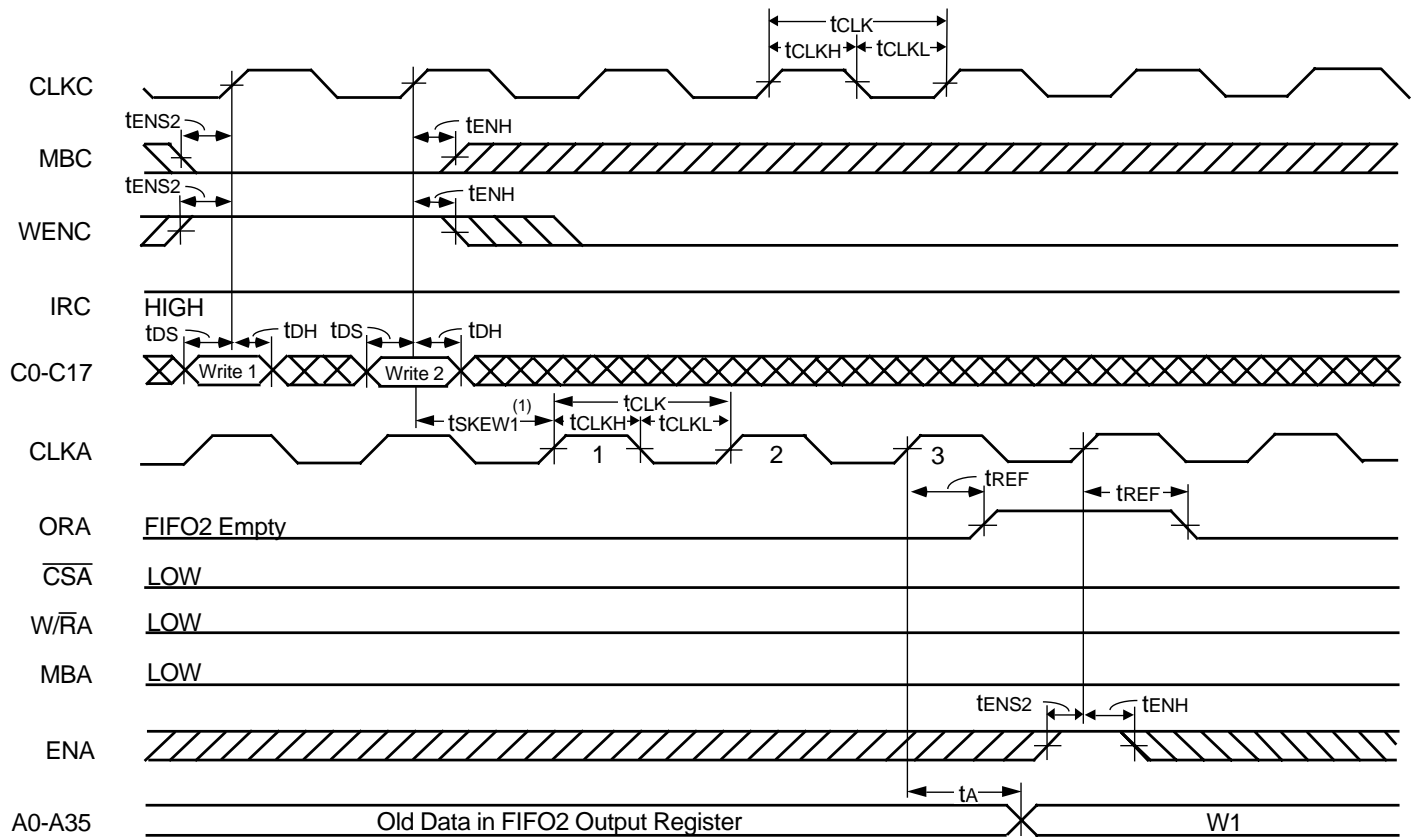 tCLK
tCLKH tCLKL
CLKC
tENS2 tENH
MBC
tENS2 tENH
WENC
IRC HIGH
tDS tDH tDS tDH
C0-C17 Write 1 Write 2
tSKEW1(1) tCLK
tCLKH tCLKL
CLKA 1 2 3
tREF tREF
ORA FIFO2 Empty
CSA LOW
W/RA LOW
MBA LOW
tENS2 tENH
ENA
tA
A0-A35 Old Data in FIFO2 Output Register W1